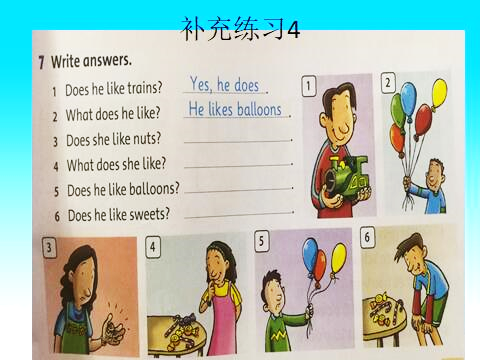 补充练习4
7 Write answers.
1 Does he like trains? Yes, he does .
2 What does he like? He likes balloons .
3 Does she like nuts? .
4 What does she like? .
5 Does he like balloons? .
6 Does he like sweets? .
1
2
3
4
5
6